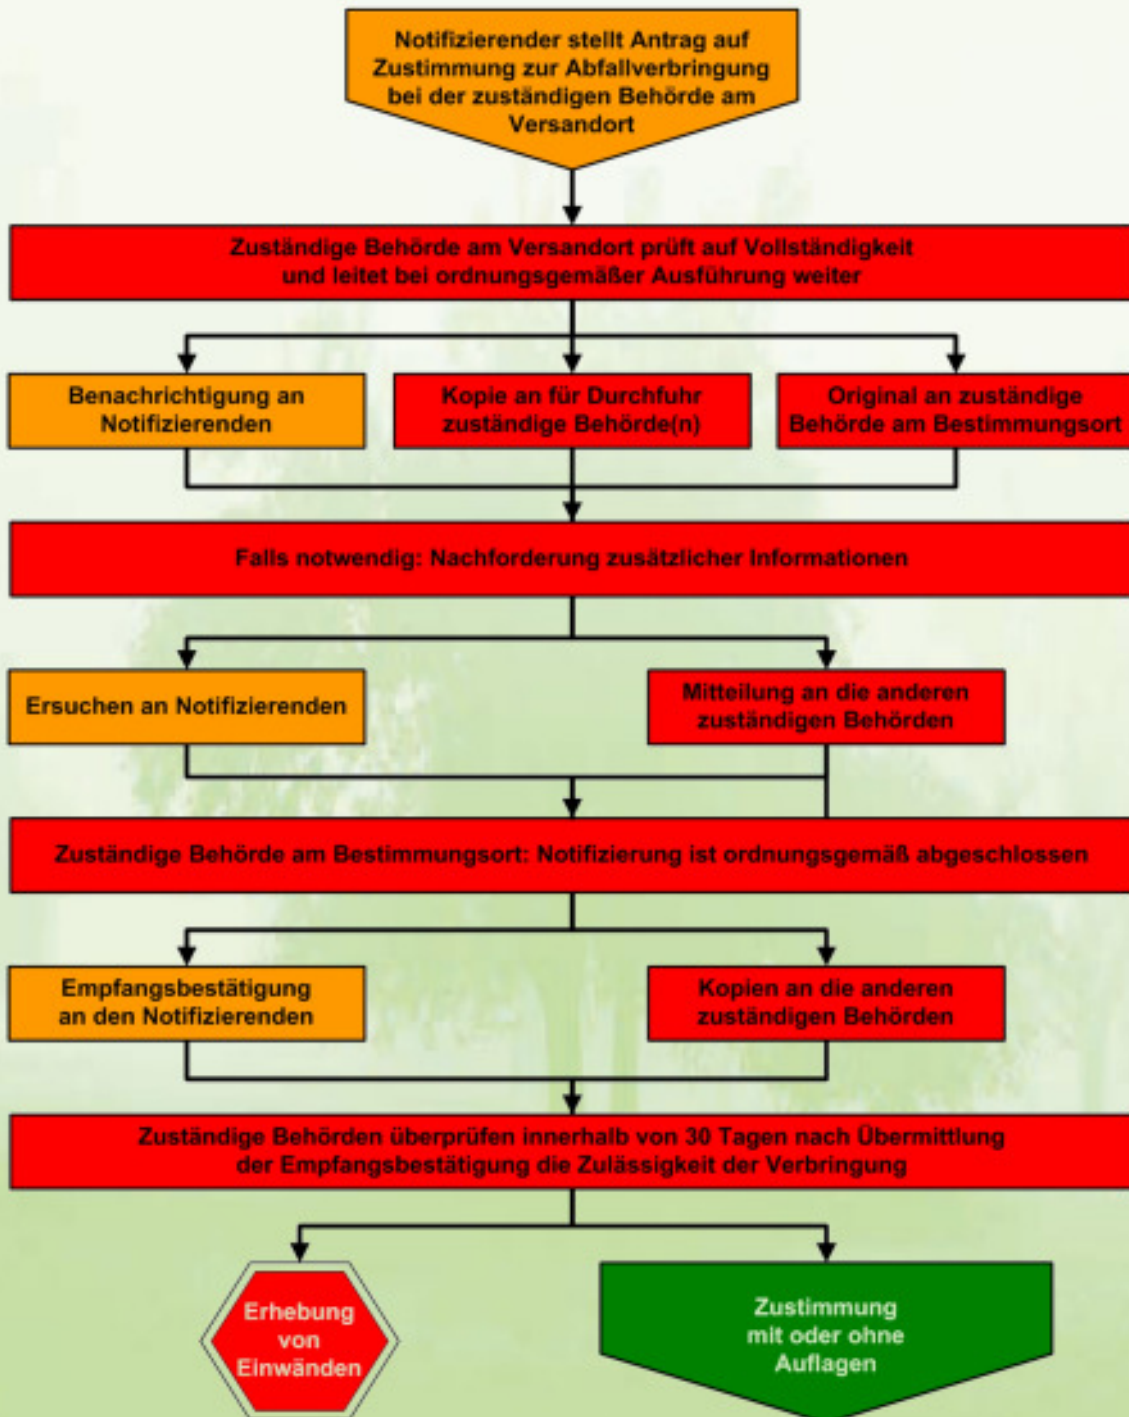 Notifizierender stellt Antrag auf
Zustimmung zur Abfallverbringung
bei der zuständigen Behörde am
Versandort
Zuständige Behörde am Versandort prüft auf Vollständigkeit
und leitet bei ordnungsgemäßer Ausführung weiter
Benachrichtigung an
Notifizierenden
Kopie an für Durchfuhr
zuständige Behörde(n)
Original an zuständige
Behörde am Bestimmungsort
Falls notwendig: Nachforderung zusätzlicher Informationen
Ersuchen an Notifizierenden
Mitteilung an die anderen
zuständigen Behörden
Zuständige Behörde am Bestimmungsort: Notifizierung ist ordnungsgemäß abgeschlossen
Empfangsbestätigung
an den Notifizierenden
Kopien an die anderen
zuständigen Behörden
Zuständige Behörden überprüfen innerhalb von 30 Tagen nach Übermittlung
der Empfangsbestätigung die Zulässigkeit der Verbringung
Erhebung
von
Einwänden
Zustimmung
mit oder ohne
Auflagen